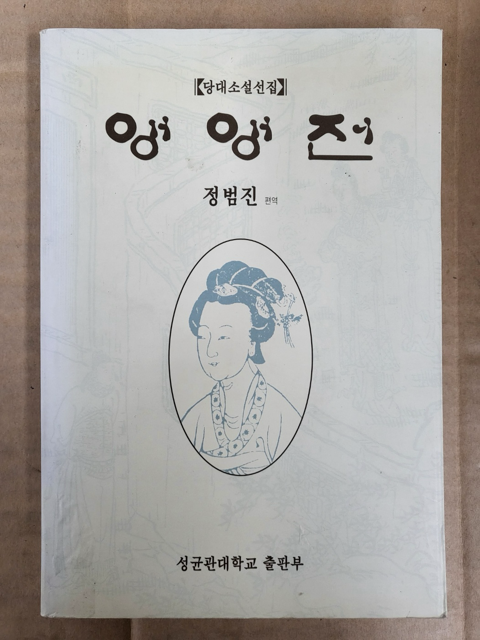 【당대소설선집】
앵앵전
정범진 편역
성균관대학교 출판부